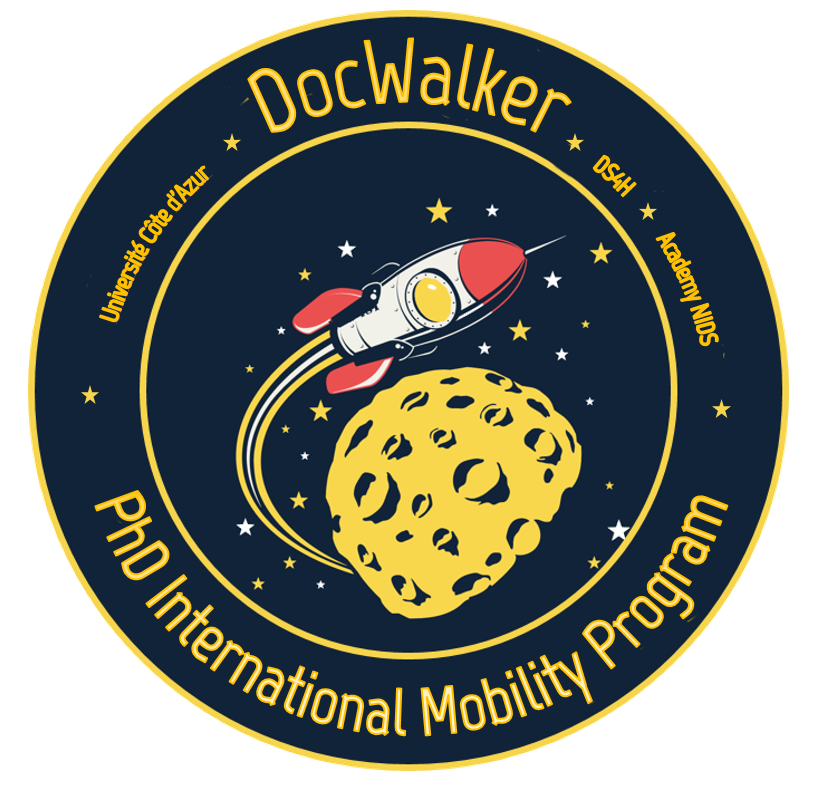 DocWalker
Université Côte d'Azur
DS4H
Academy NIDS
PhD International Mobility Program